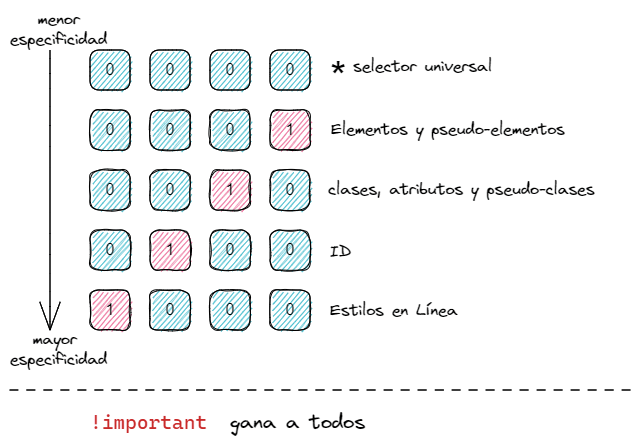 menor
especificidad
0 0 0 0 * selector universal
0 0 0 1 Elementos y pseudo-elementos
0 0 1 0 clases, atributos y pseudo-clases
0 1 0 0 ID
1 0 0 0 Estilos en Línea
mayor
especificidad
!important gana a todos